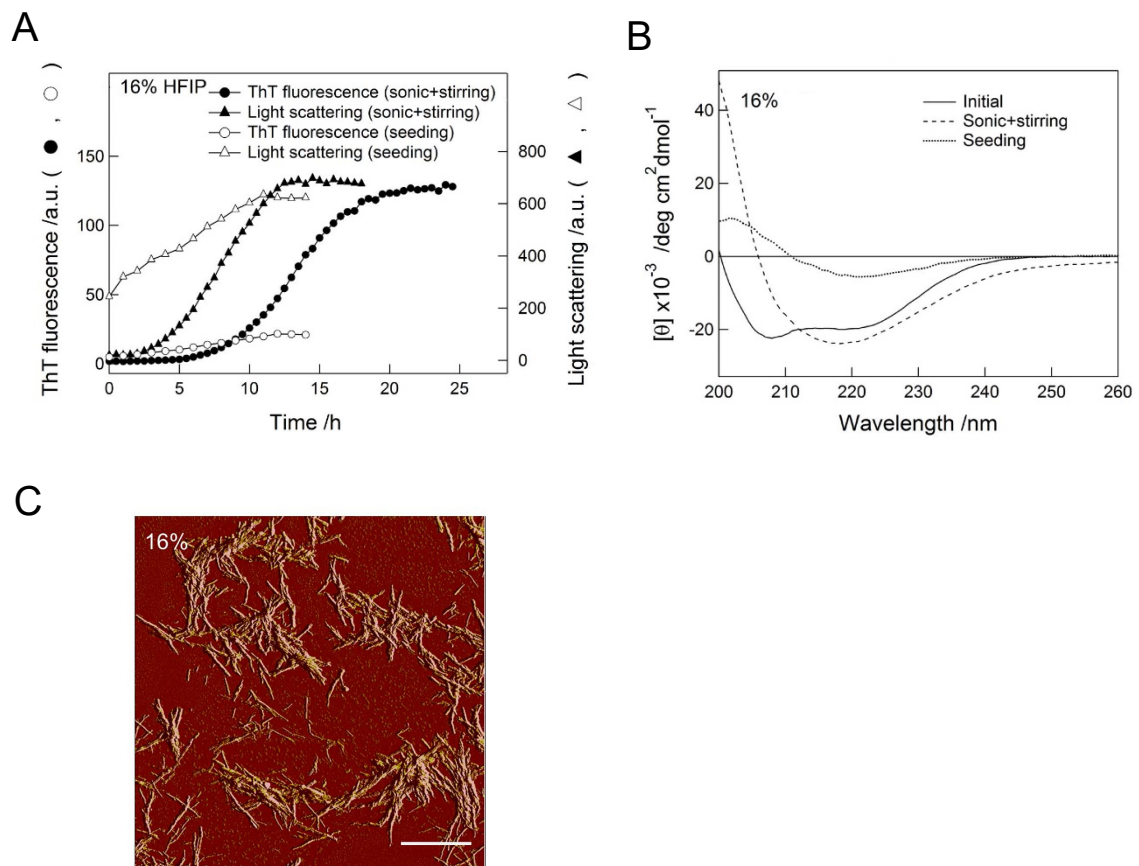 A
16% HFIP
ThT fluorescence (sonic+stirring)
Light scattering (sonic+stirring)
ThT fluorescence (seeding)
Light scattering (seeding)
ThT fluorescence /a.u. (●, ○)
150
100
50
0
Light scattering /a.u. (▲, △)
800
600
400
200
0
0 5 10 15 20 25
Time /h
B
16%
Initial
Sonic+stirring
Seeding
[θ] x10⁻³ /deg cm²dmol⁻¹
40
20
0
-20
200 210 220 230 240 250 260
Wavelength /nm
C
16%